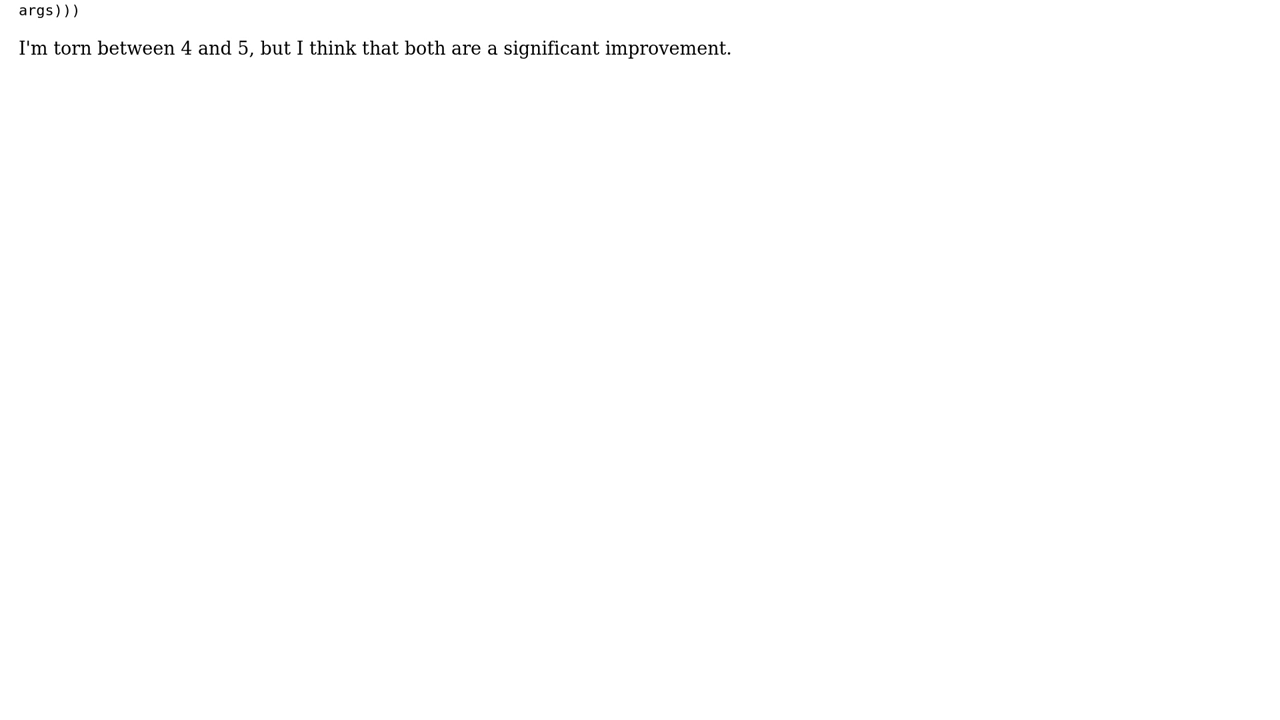 args)))
I'm torn between 4 and 5, but I think that both are a significant improvement.